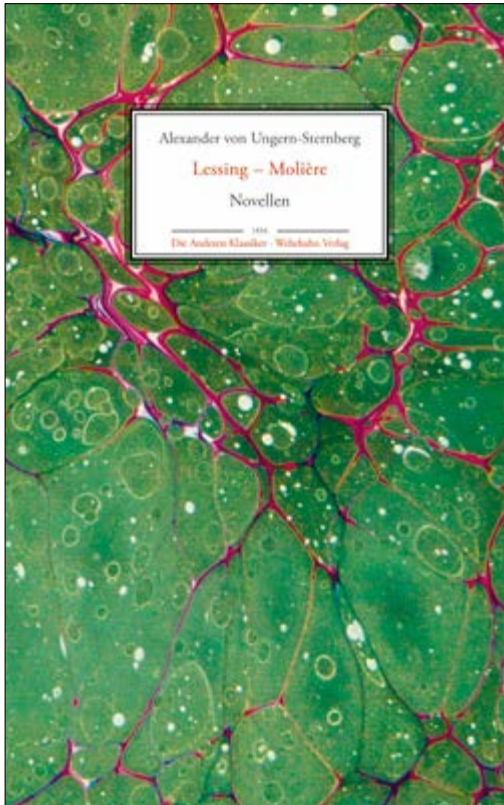 Alexander von Ungern-Sternberg
Lessing – Molière
Novellen
Die Anderen Klassiker · Wehrhahn Verlag